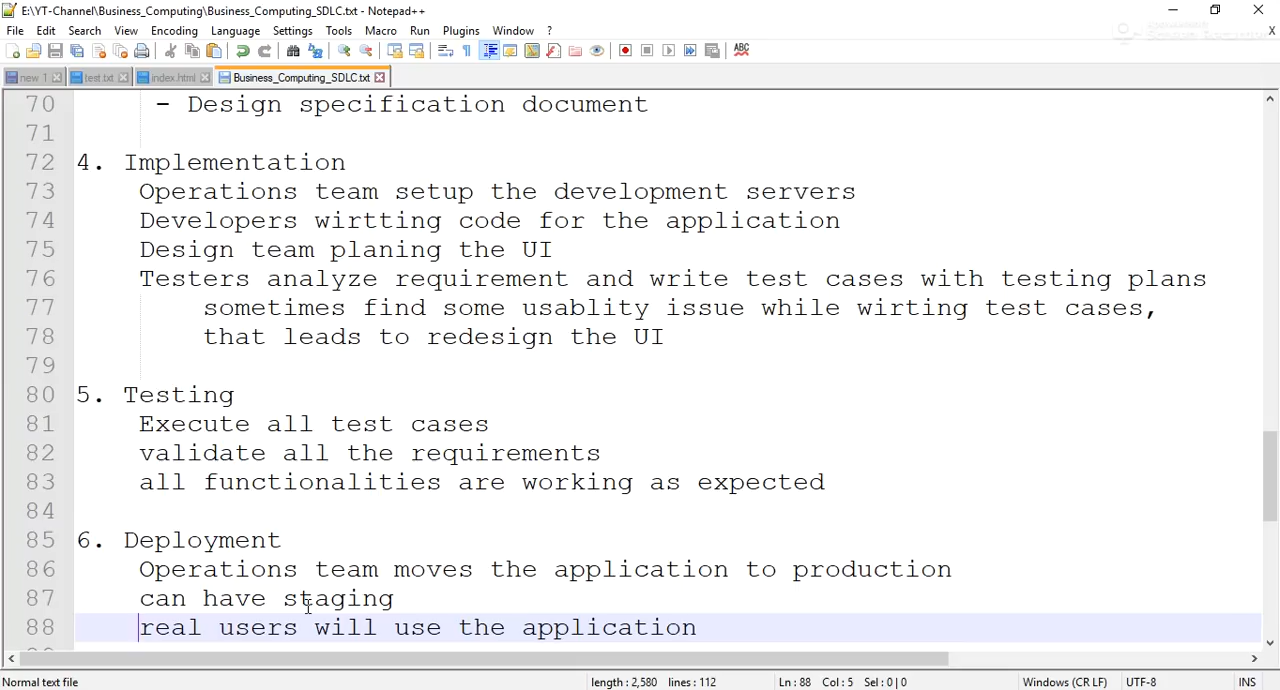 E:\YT-Channel\Business_Computing\Business_Computing_SDLC.txt - Notepad++
File Edit Search View Encoding Language Settings Tools Macro Run Plugins Window ? X
new 1 test.txt index.html Business_Computing_SDLC.txt
70 - Design specification document
71
72 4. Implementation
73 Operations team setup the development servers
74 Developers wirtting code for the application
75 Design team planing the UI
76 Testers analyze requirement and write test cases with testing plans
77 sometimes find some usablity issue while wirting test cases,
78 that leads to redesign the UI
79
80 5. Testing
81 Execute all test cases
82 validate all the requirements
83 all functionalities are working as expected
84
85 6. Deployment
86 Operations team moves the application to production
87 can have staging
88 real users will use the application
Normal text file length : 2,580 lines : 112 Ln : 88 Col : 5 Sel : 0 | 0 Windows (CR LF) UTF-8 INS